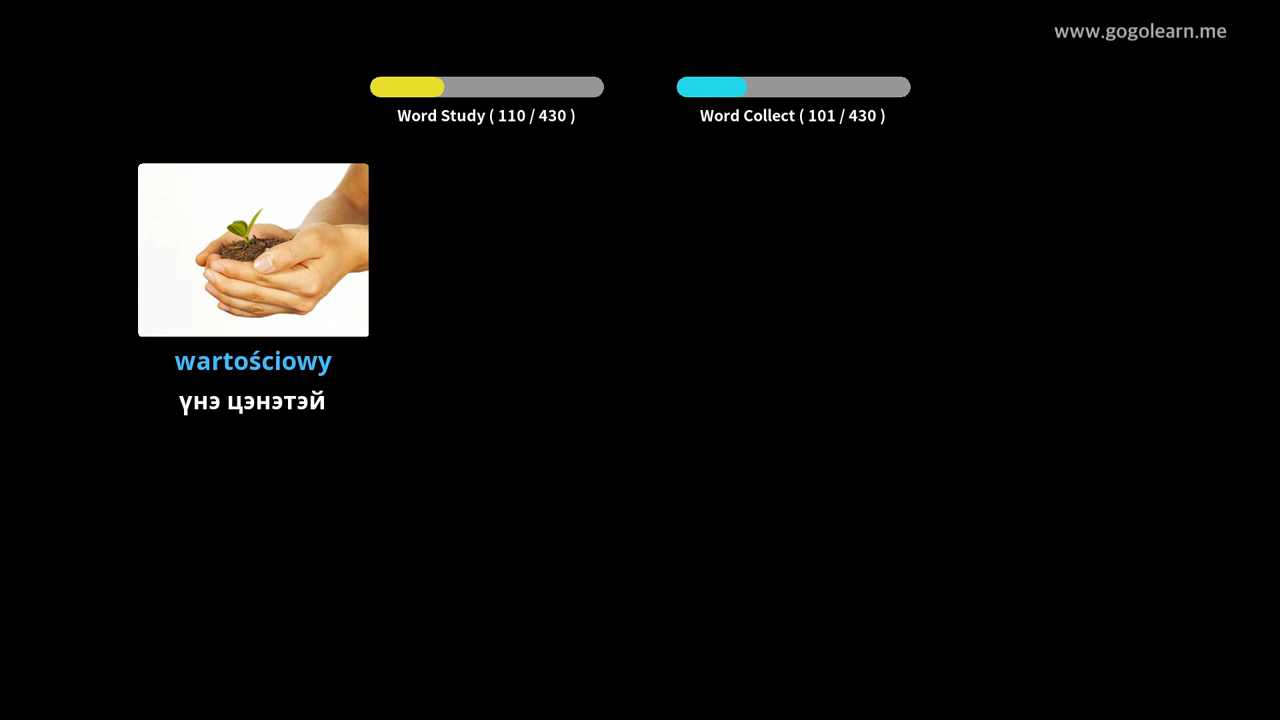 www.gogolearn.me
Word Study ( 110 / 430 )
Word Collect ( 101 / 430 )
wartościowy
үнэ цэнэтэй